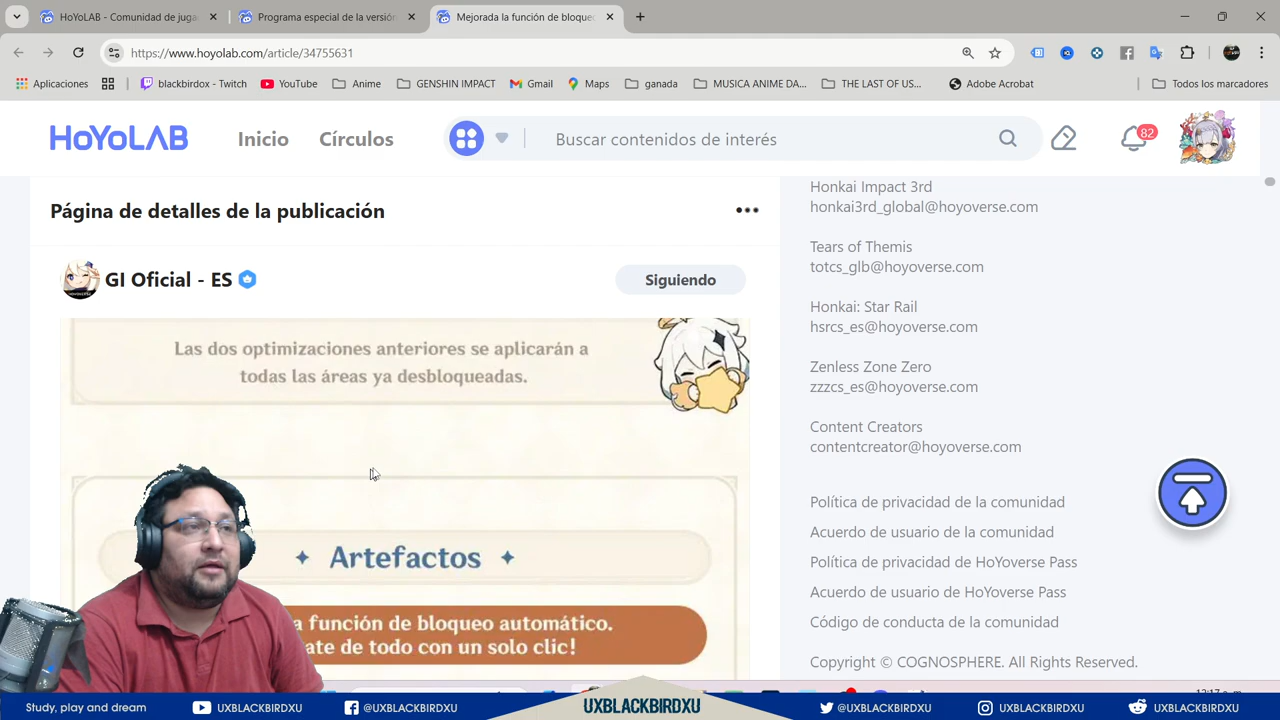 HoYoLAB - Comunidad de juga
Programa especial de la versión
Mejorada la función de bloqueo
https://www.hoyolab.com/article/34755631
Aplicaciones
blackbirdox - Twitch
YouTube
Anime
GENSHIN IMPACT
Gmail
Maps
ganada
MUSICA ANIME DA...
THE LAST OF US...
Adobe Acrobat
Todos los marcadores
HoYoLAB
Inicio
Círculos
Buscar contenidos de interés
82
Página de detalles de la publicación
GI Oficial - ES
Siguiendo
Las dos optimizaciones anteriores se aplicarán a
todas las áreas ya desbloqueadas.
Artefactos
a función de bloqueo automático.
ate de todo con un solo clic!
Honkai Impact 3rd
honkai3rd_global@hoyoverse.com
Tears of Themis
totcs_glb@hoyoverse.com
Honkai: Star Rail
hsrcs_es@hoyoverse.com
Zenless Zone Zero
zzzcs_es@hoyoverse.com
Content Creators
contentcreator@hoyoverse.com
Política de privacidad de la comunidad
Acuerdo de usuario de la comunidad
Política de privacidad de HoYoverse Pass
Acuerdo de usuario de HoYoverse Pass
Código de conducta de la comunidad
Copyright © COGNOSPHERE. All Rights Reserved.
Study, play and dream
UXBLACKBIRDXU
@UXBLACKBIRDXU
UXBLACKBIRDXU
@UXBLACKBIRDXU
UXBLACKBIRDXU
UXBLACKBIRDXU